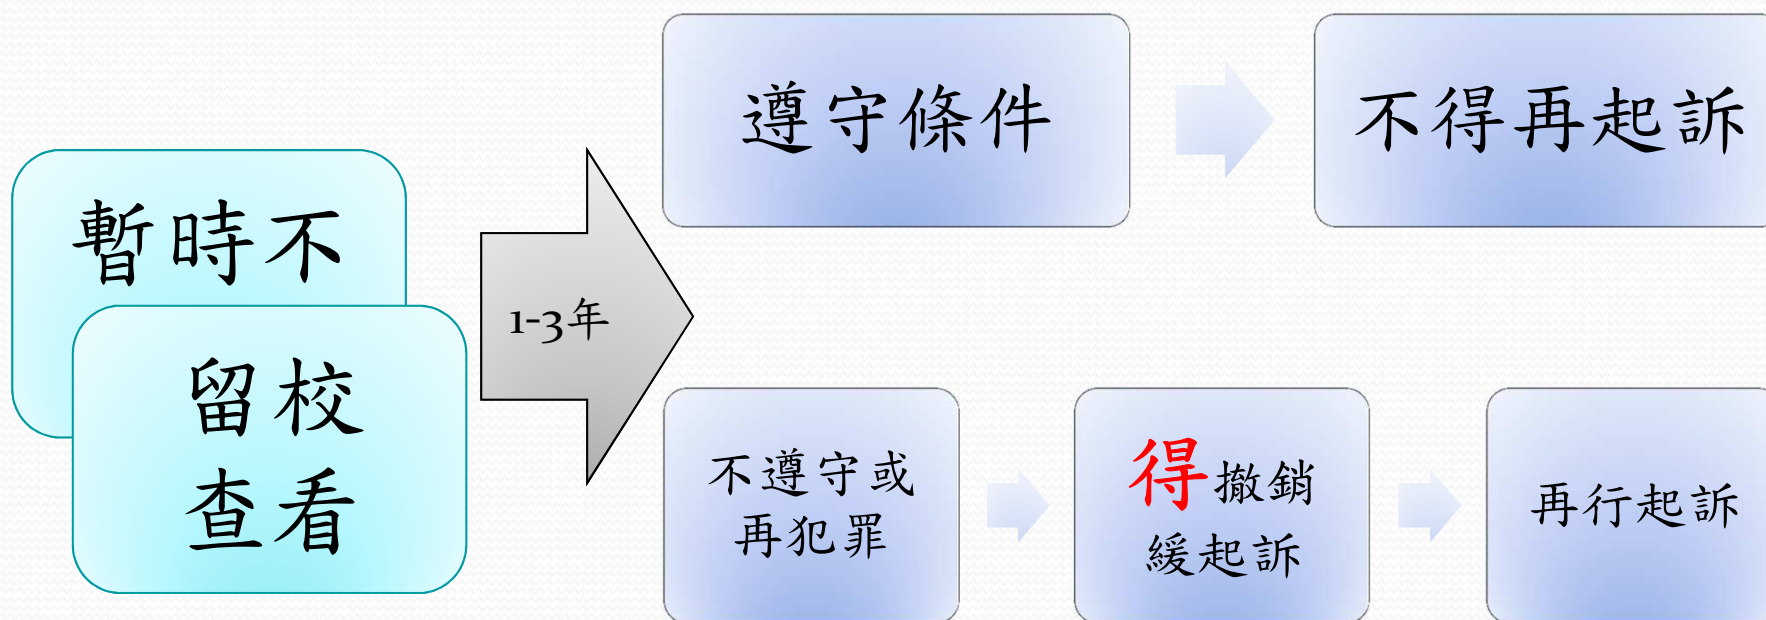 暫時不
留校
查看
1-3年
遵守條件
不得再起訴
不遵守或
再犯罪
得撤銷
緩起訴
再行起訴